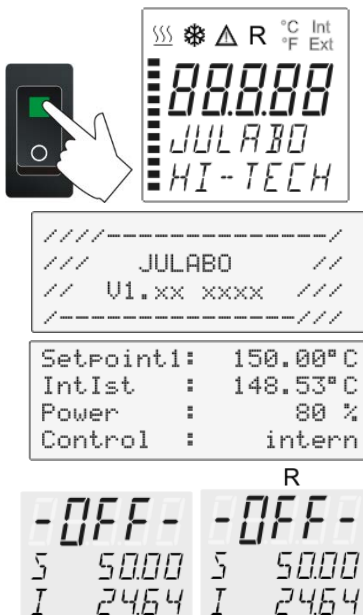 R °C Int
°F Ext
88.8.8.8
JULABO
HI-TECH
////--------------/
/// JULABO //
// V1.xx xxxx ///
/--------------///
Setpoint1: 150.00°C
IntIst : 148.53°C
Power : 80 %
Control : intern
R
-OFF- -OFF-
S 50.00 S 50.00
I 24.64 I 24.64